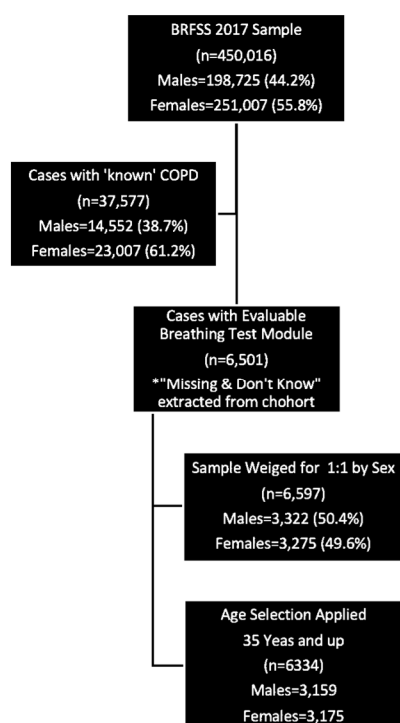 BRFSS 2017 Sample
(n=450,016)
Males=198,725 (44.2%)
Females=251,007 (55.8%)
Cases with 'known' COPD
(n=37,577)
Males=14,552 (38.7%)
Females=23,007 (61.2%)
Cases with Evaluable
Breathing Test Module
(n=6,501)
*"Missing & Don't Know"
extracted from chohort
Sample Weiged for 1:1 by Sex
(n=6,597)
Males=3,322 (50.4%)
Females=3,275 (49.6%)
Age Selection Applied
35 Yeas and up
(n=6334)
Males=3,159
Females=3,175